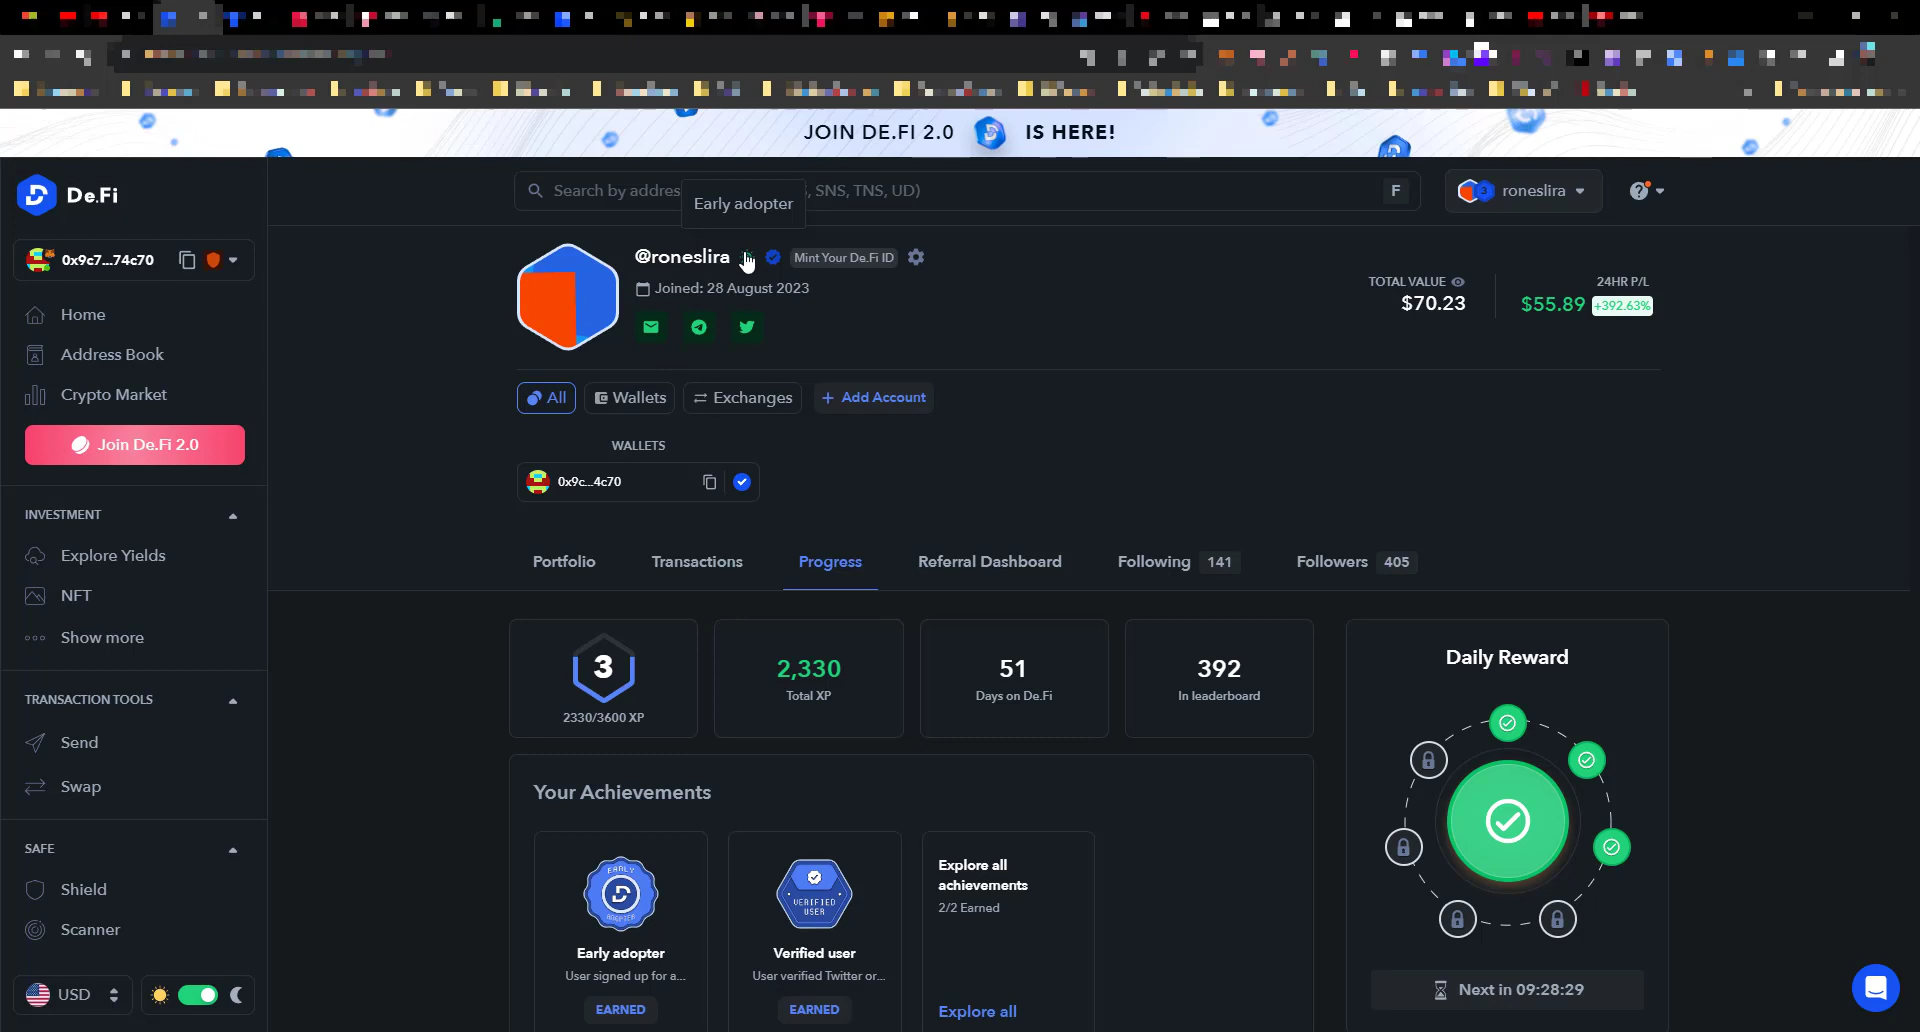 JOIN DE.FI 2.0 IS HERE!
De.Fi
Search by addres
, SNS, TNS, UD)
F
Early adopter
3
roneslira
?
0x9c7...74c70
Home
Address Book
Crypto Market
Join De.Fi 2.0
INVESTMENT
Explore Yields
NFT
Show more
TRANSACTION TOOLS
Send
Swap
SAFE
Shield
Scanner
USD
@roneslira
Mint Your De.Fi ID
Joined: 28 August 2023
TOTAL VALUE
$70.23
24HR P/L
$55.89 +392.63%
All
Wallets
Exchanges
+ Add Account
WALLETS
0x9c...4c70
Portfolio
Transactions
Progress
Referral Dashboard
Following 141
Followers 405
3
2330/3600 XP
2,330
Total XP
51
Days on De.Fi
392
In leaderboard
Your Achievements
EARLY
ADOPTER
Early adopter
User signed up for a...
EARNED
VERIFIED
USER
Verified user
User verified Twitter or...
EARNED
Explore all
achievements
2/2 Earned
Explore all
Daily Reward
Next in 09:28:29